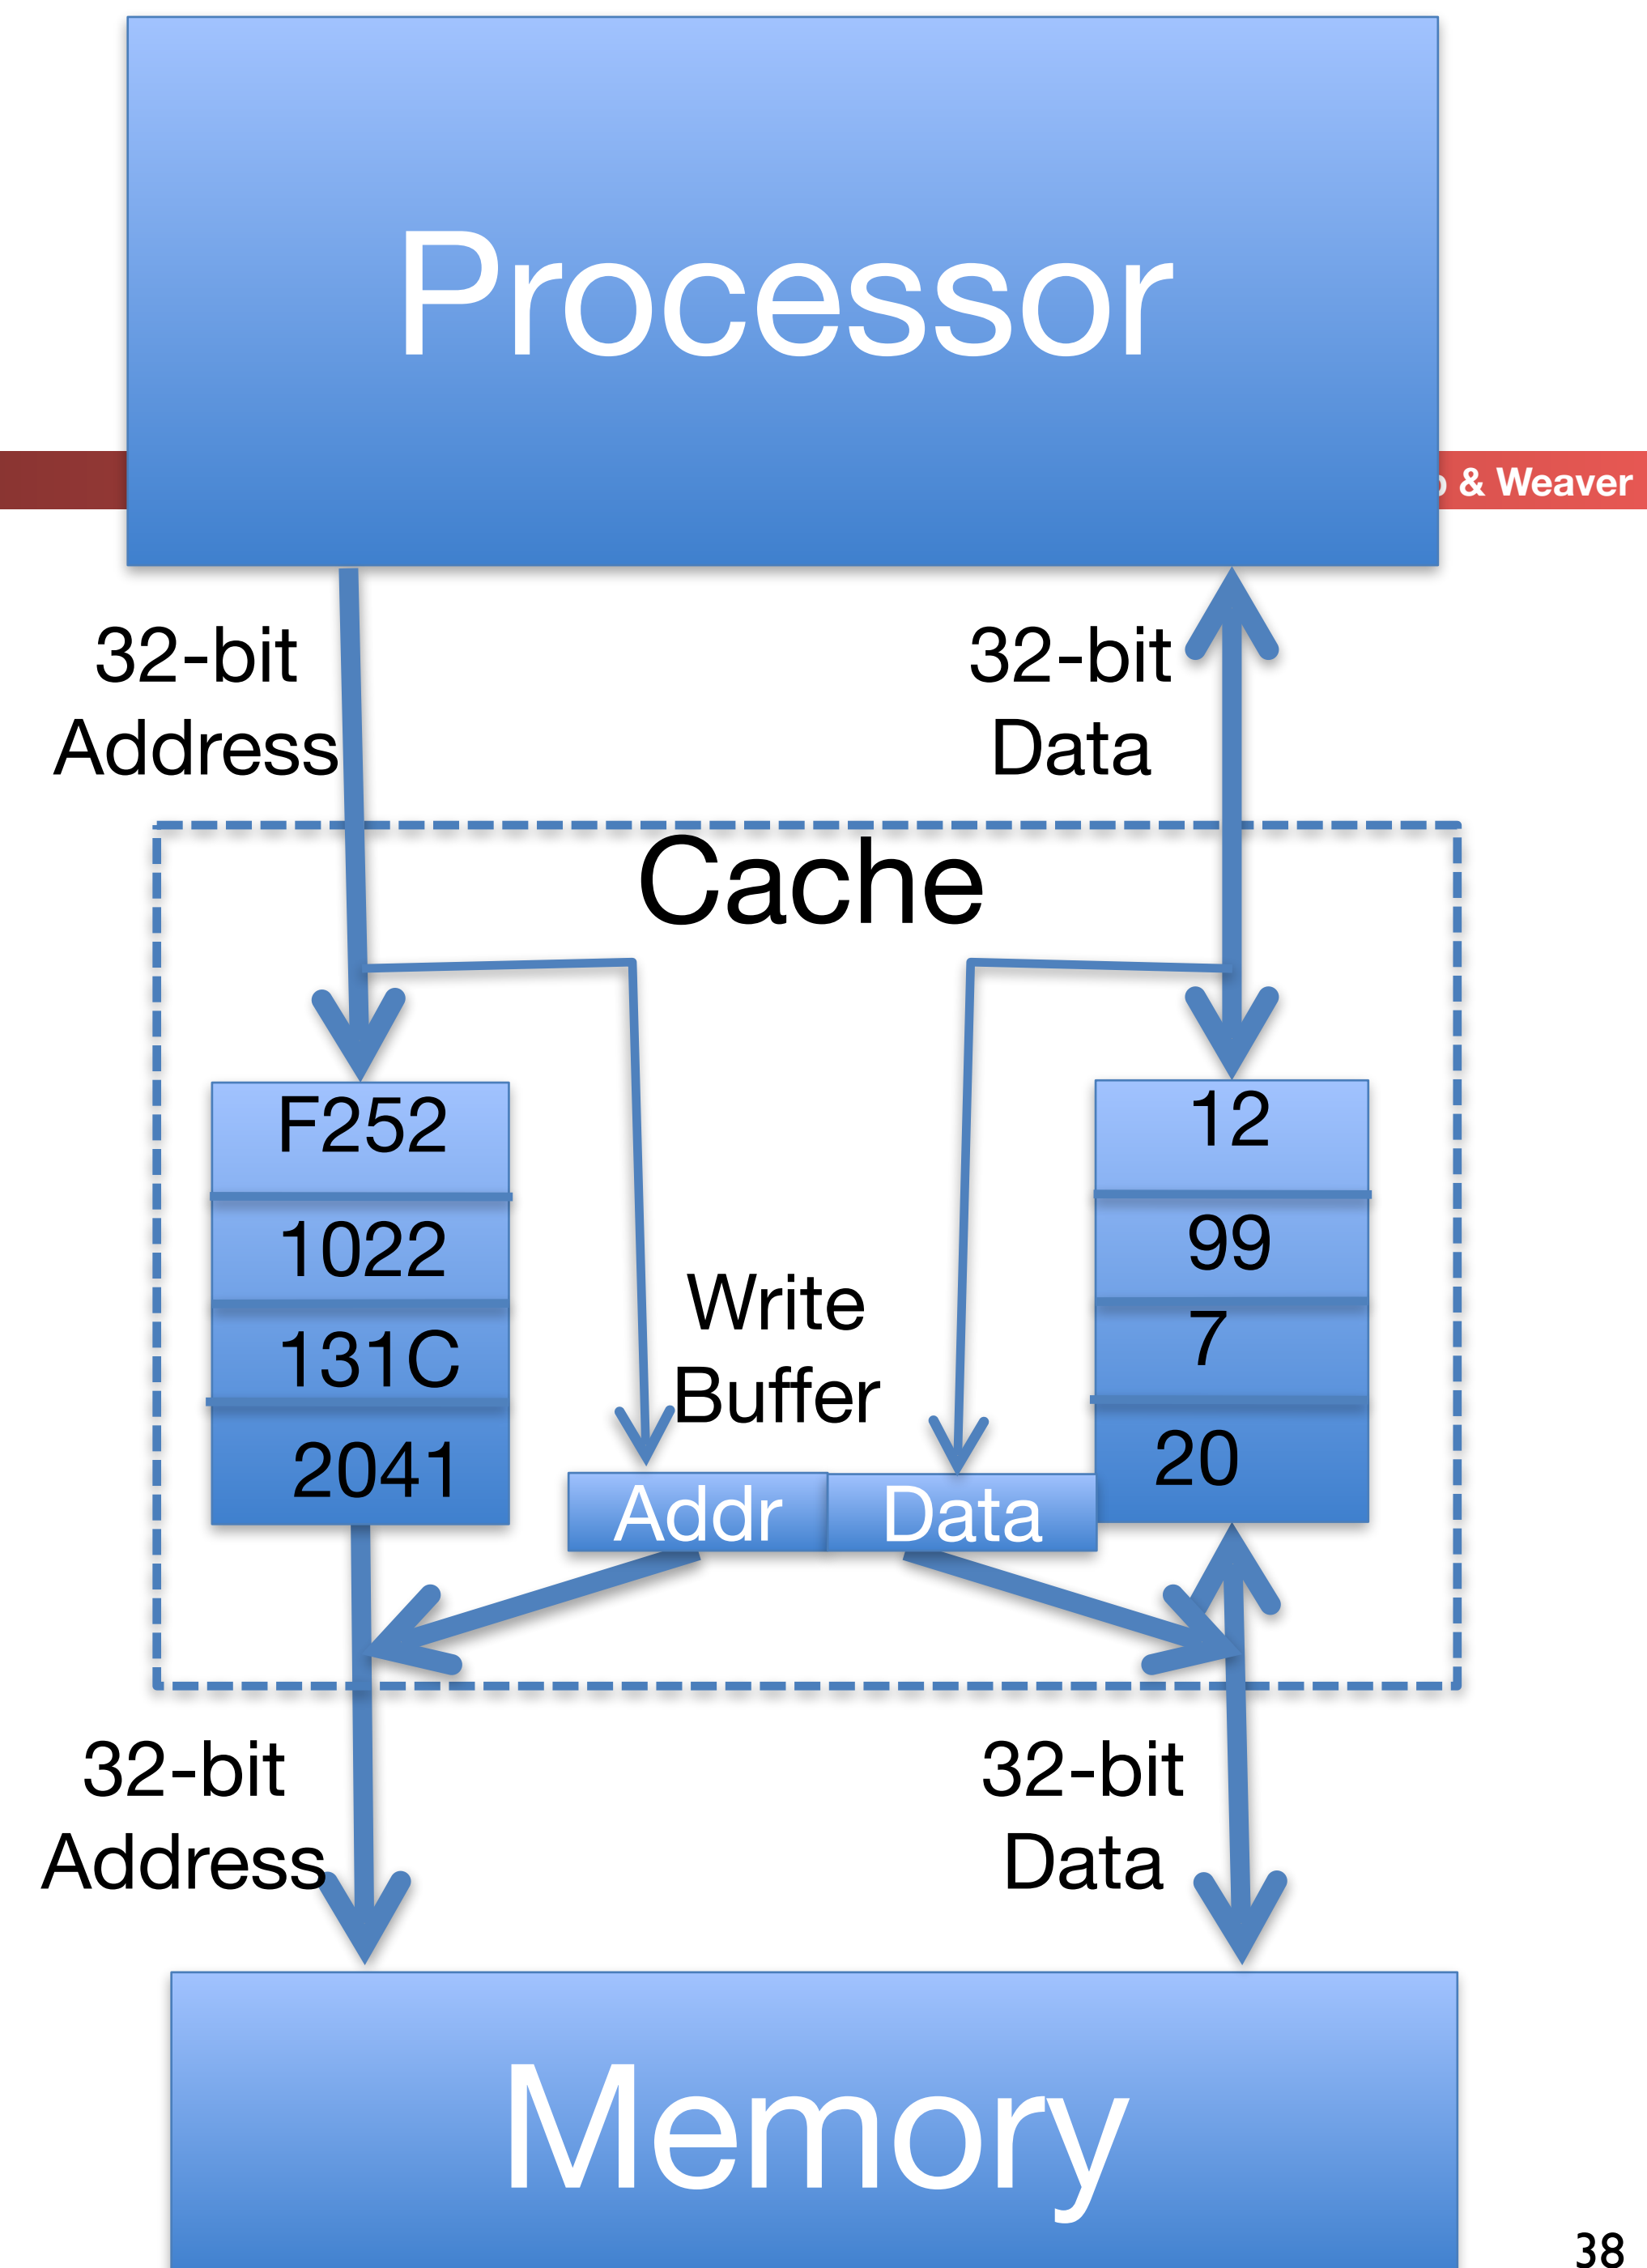 Processor
& Weaver
32-bit
Address
32-bit
Data
Cache
F252
1022
131C
2041
Write
Buffer
Addr
Data
12
99
7
20
32-bit
Address
32-bit
Data
Memory
38